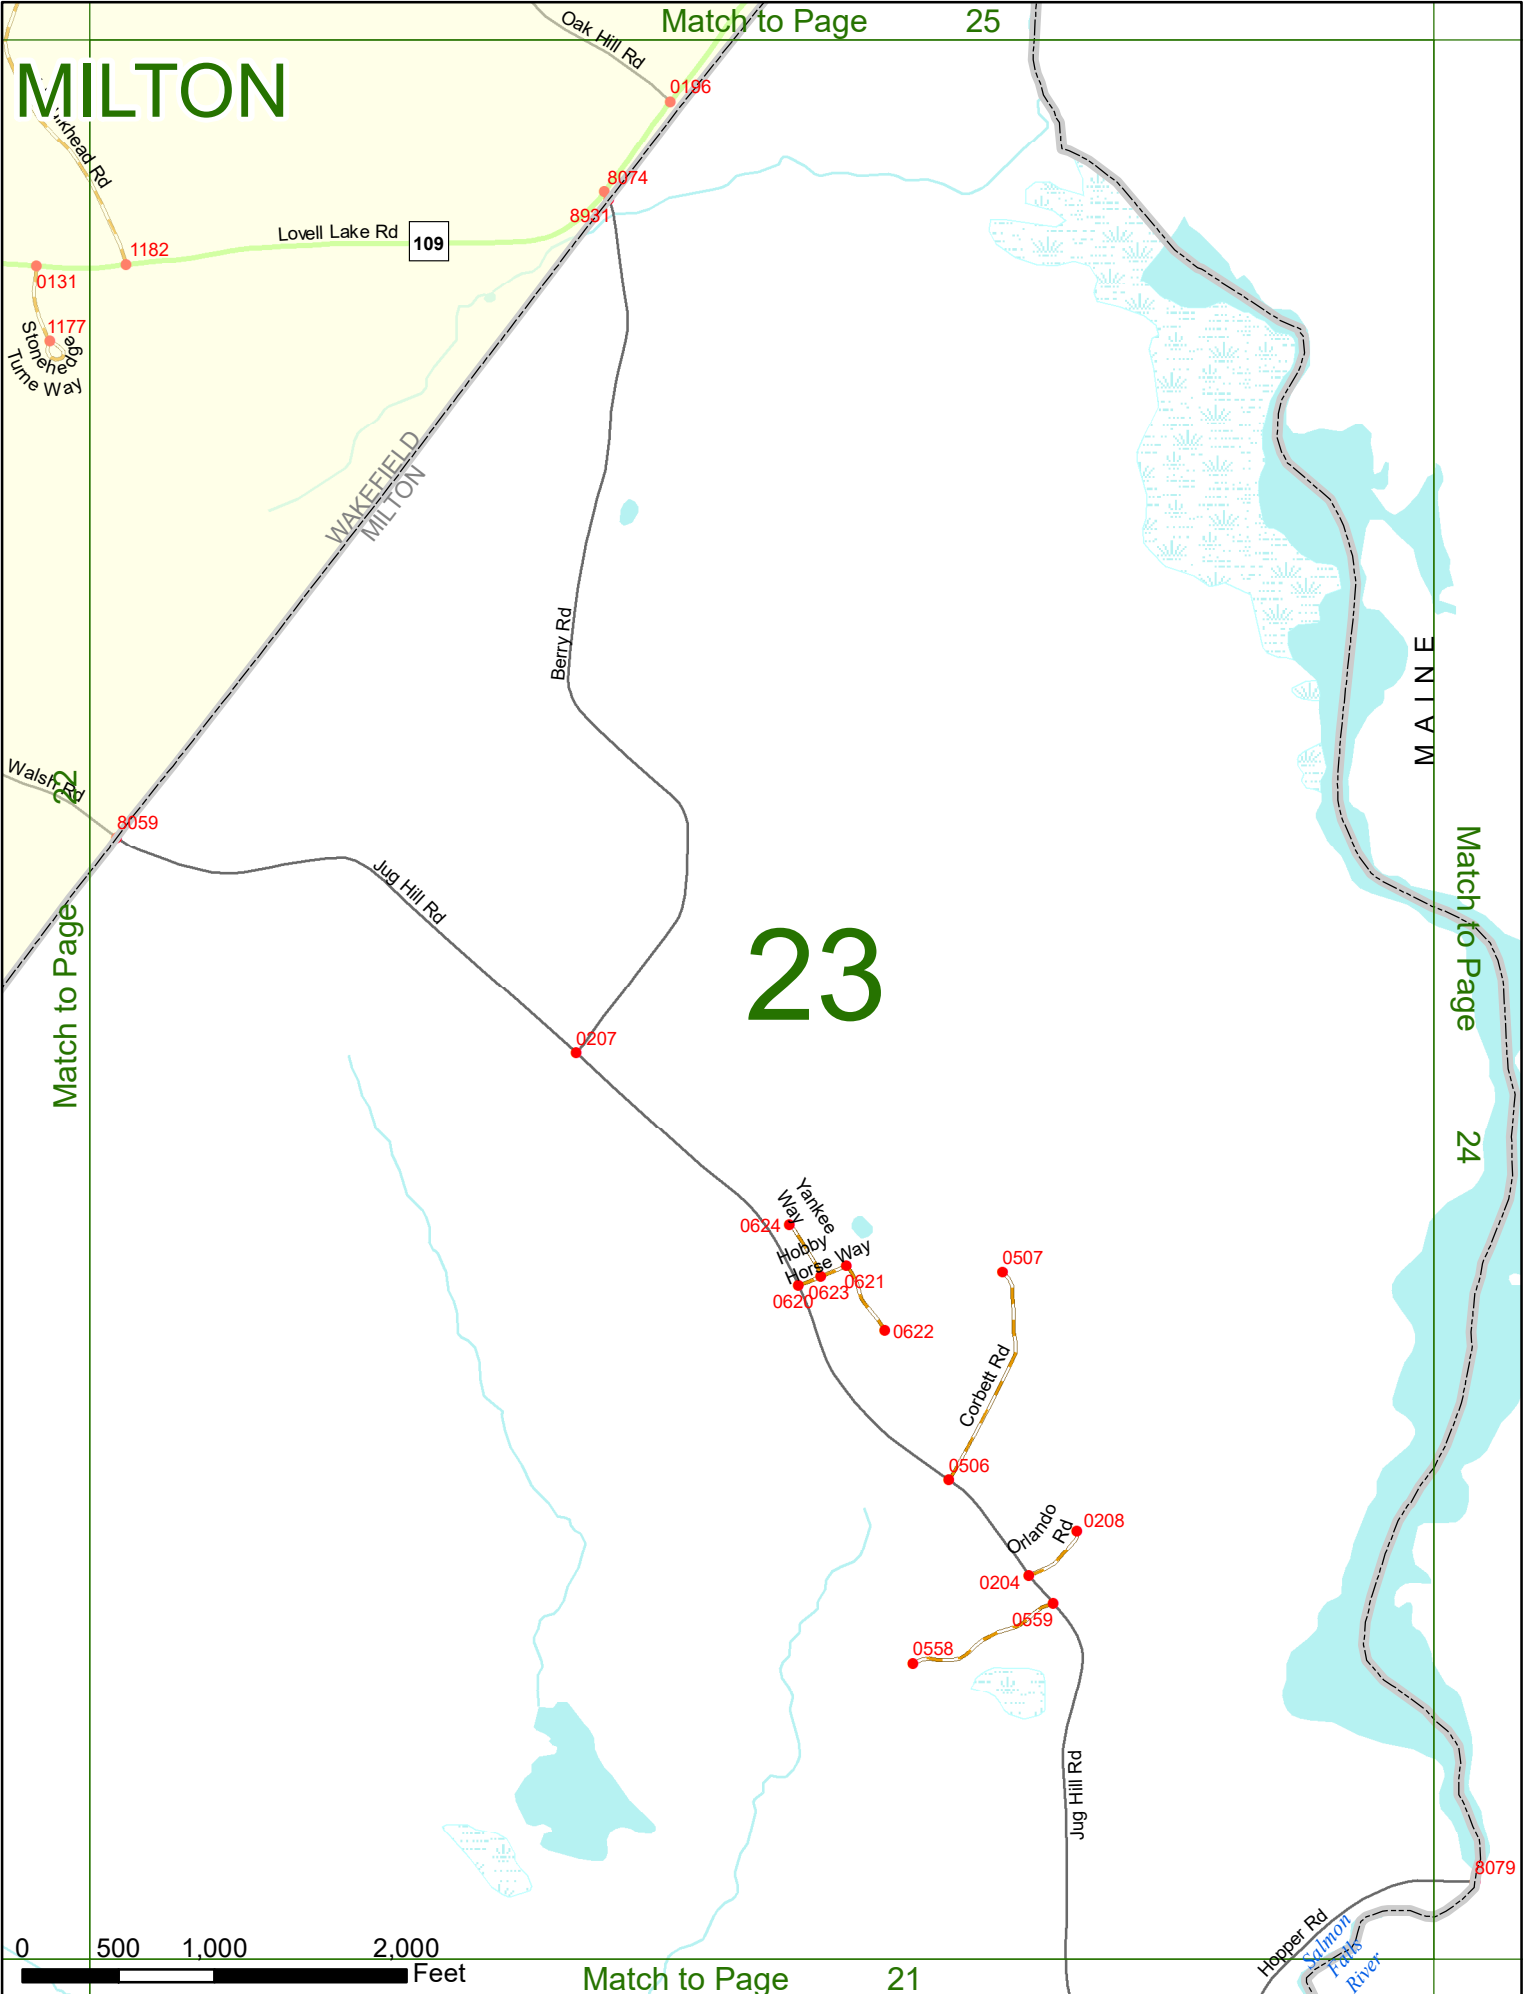 Match to Page 25
Oak Hill Rd
MILTON
0196
khead Rd
8074
8931
Lovell Lake Rd
109
1182
0131
1177
Stonehedge
Turne Way
WAKEFIELD
MILTON
Berry Rd
MAINE
Walsh Rd
8059
Match to Page 22
Jug Hill Rd
Match to Page 24
23
0207
Yankee
Way
0624
Hobby
Horse Way
0621
0623
0620
0622
0507
Corbett Rd
0506
Orlando
Rd
0208
0204
0559
0558
Jug Hill Rd
8079
Hopper Rd
Salmon
Falls
River
0 500 1,000 2,000
Feet
Match to Page 21